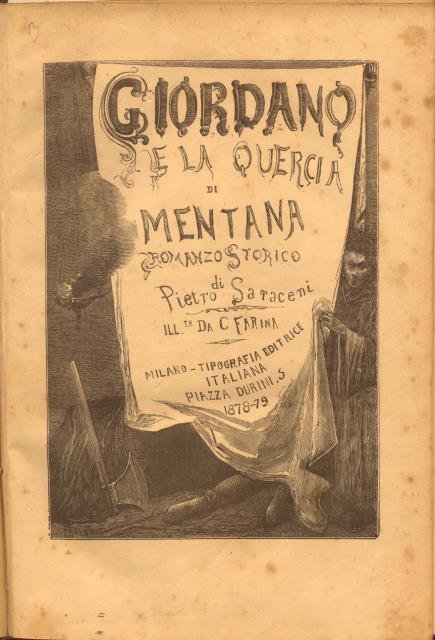 GIORDANO
E LA QUERCIA
DI
MENTANA
ROMANZO STORICO
di
Pietro Saraceni
ILL.TO DA C FARINA
MILANO - TIPOGRAFIA EDITRICE
ITALIANA
PIAZZA DURINI. 5
1878-79